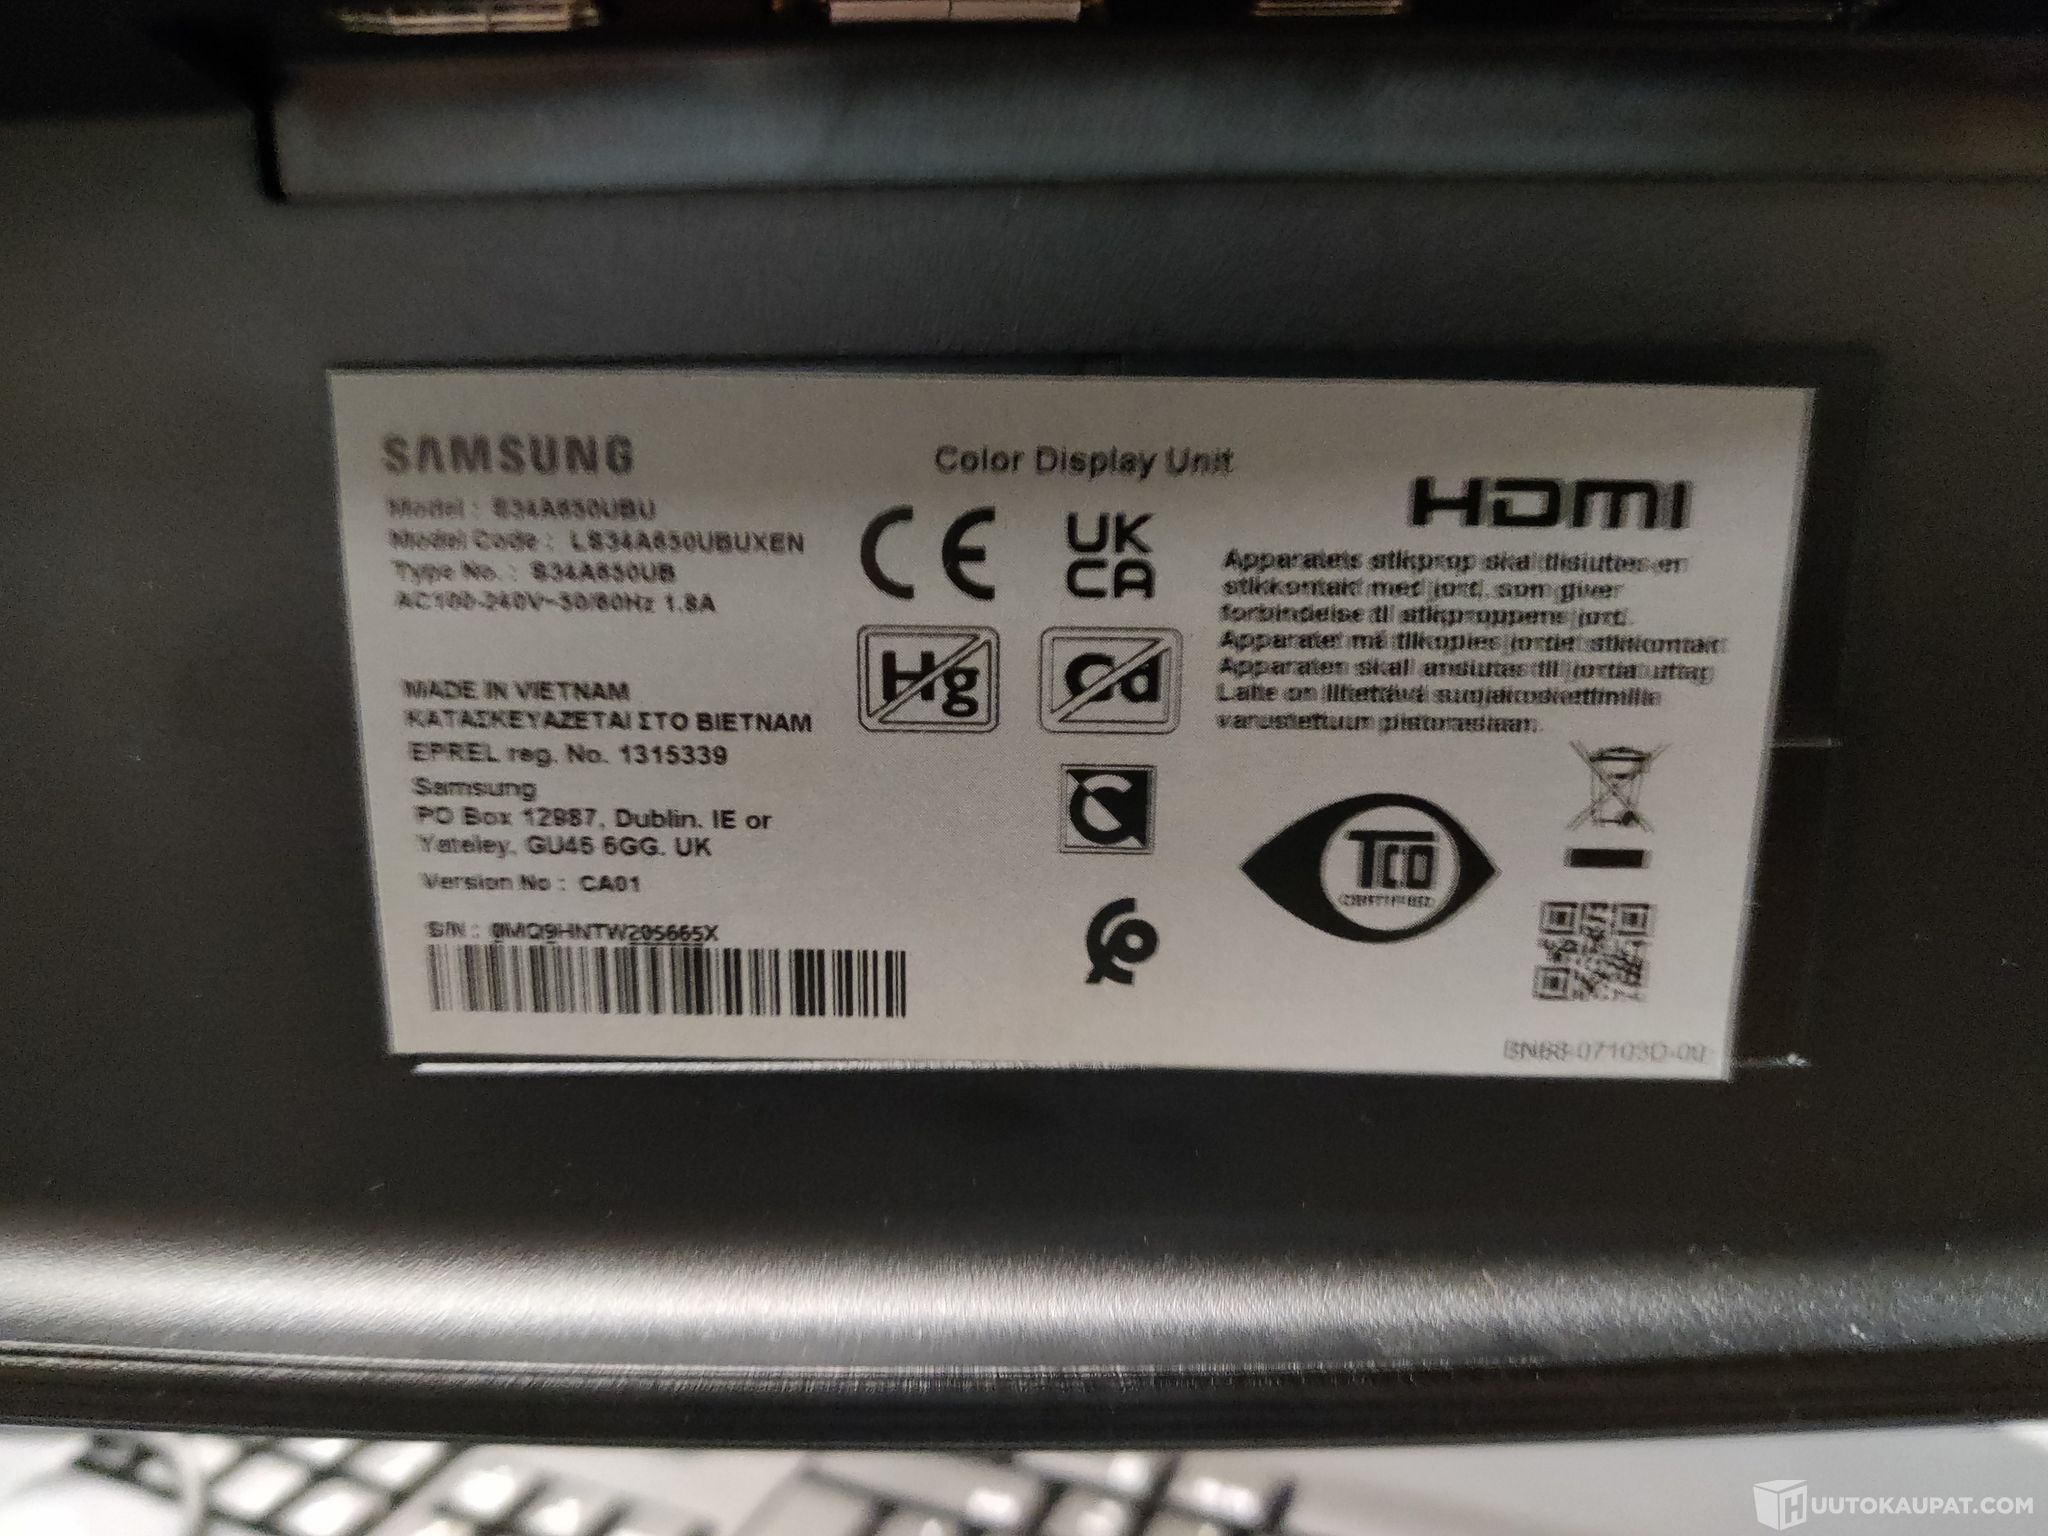 SAMSUNG
Model : S34A650UBU
Model Code : LS34A650UBUXEN
Type No. : S34A650UB
AC100-240V~50/60Hz 1.8A
MADE IN VIETNAM
ΚΑΤΑΣΚΕΥΑΖΕΤΑΙ ΣΤΟ ΒΙΕΤΝΑΜ
EPREL reg. No. 1315339
Samsung
PO Box 12987, Dublin. IE or
Yateley, GU46 6GG. UK
Version No : CA01
S/N : 0MQ9HNTW205665X
Color Display Unit
CE
UK
CA
Hg
Cd
HDMI
Apparatets stikprop skal tilsluttes en
stikkontakt med jord, som giver
forbindelse til stikproppens jord.
Apparatet må tilkoples jordet stikkontakt
Apparaten skall anslutas till jordat uttag
Laite on liitettävä suojakoskettimilla
varustettuun pistorasiaan.
TCO
CERTIFIED
BN68-07103D-00
HUUTOKAUPAT.COM